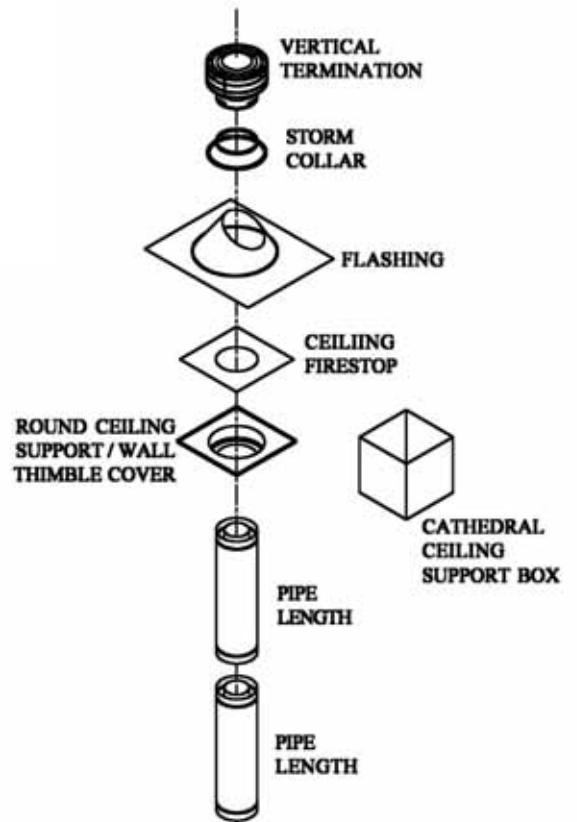 VERTICAL
TERMINATION
STORM
COLLAR
FLASHING
CEILIING
FIRESTOP
ROUND CEILING
SUPPORT / WALL
THIMBLE COVER
CATHEDRAL
CEILING
SUPPORT BOX
PIPE
LENGTH
PIPE
LENGTH